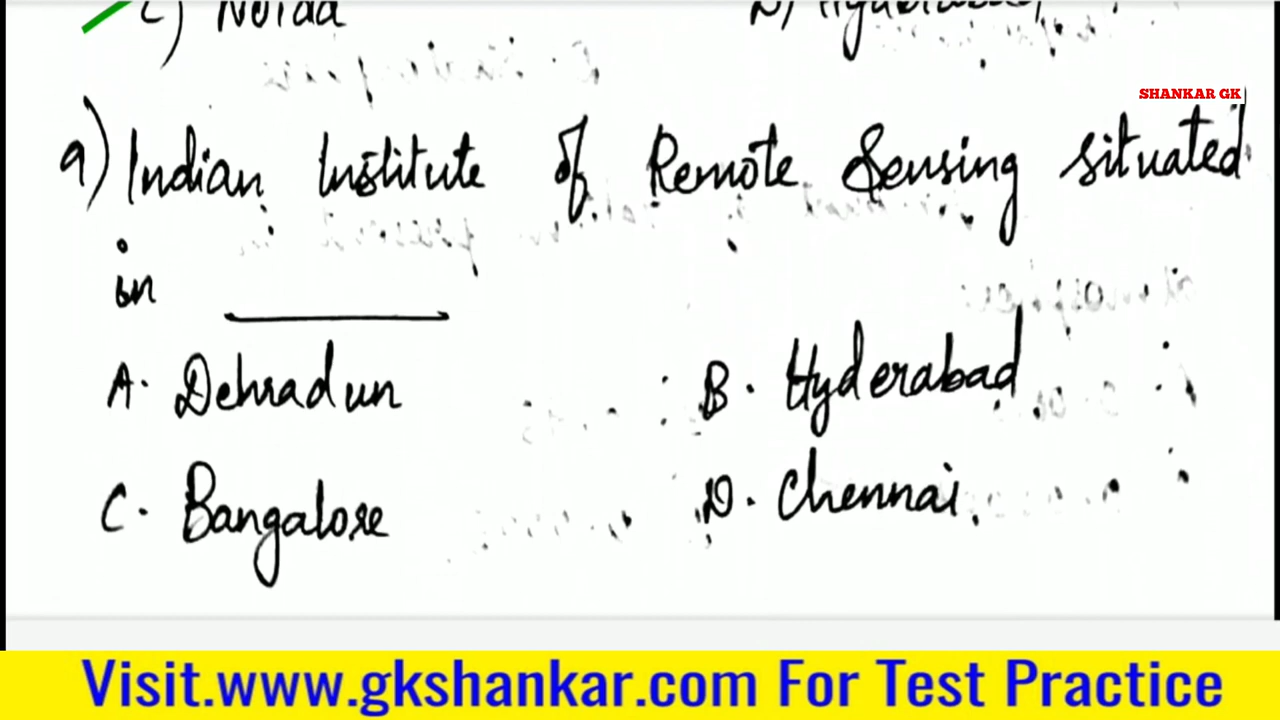 C) Noida D) Hyderabad
SHANKAR GK
9) Indian Institute of Remote Sensing situated
in
A. Dehradun B. Hyderabad
C. Bangalore D. Chennai
Visit.www.gkshankar.com For Test Practice